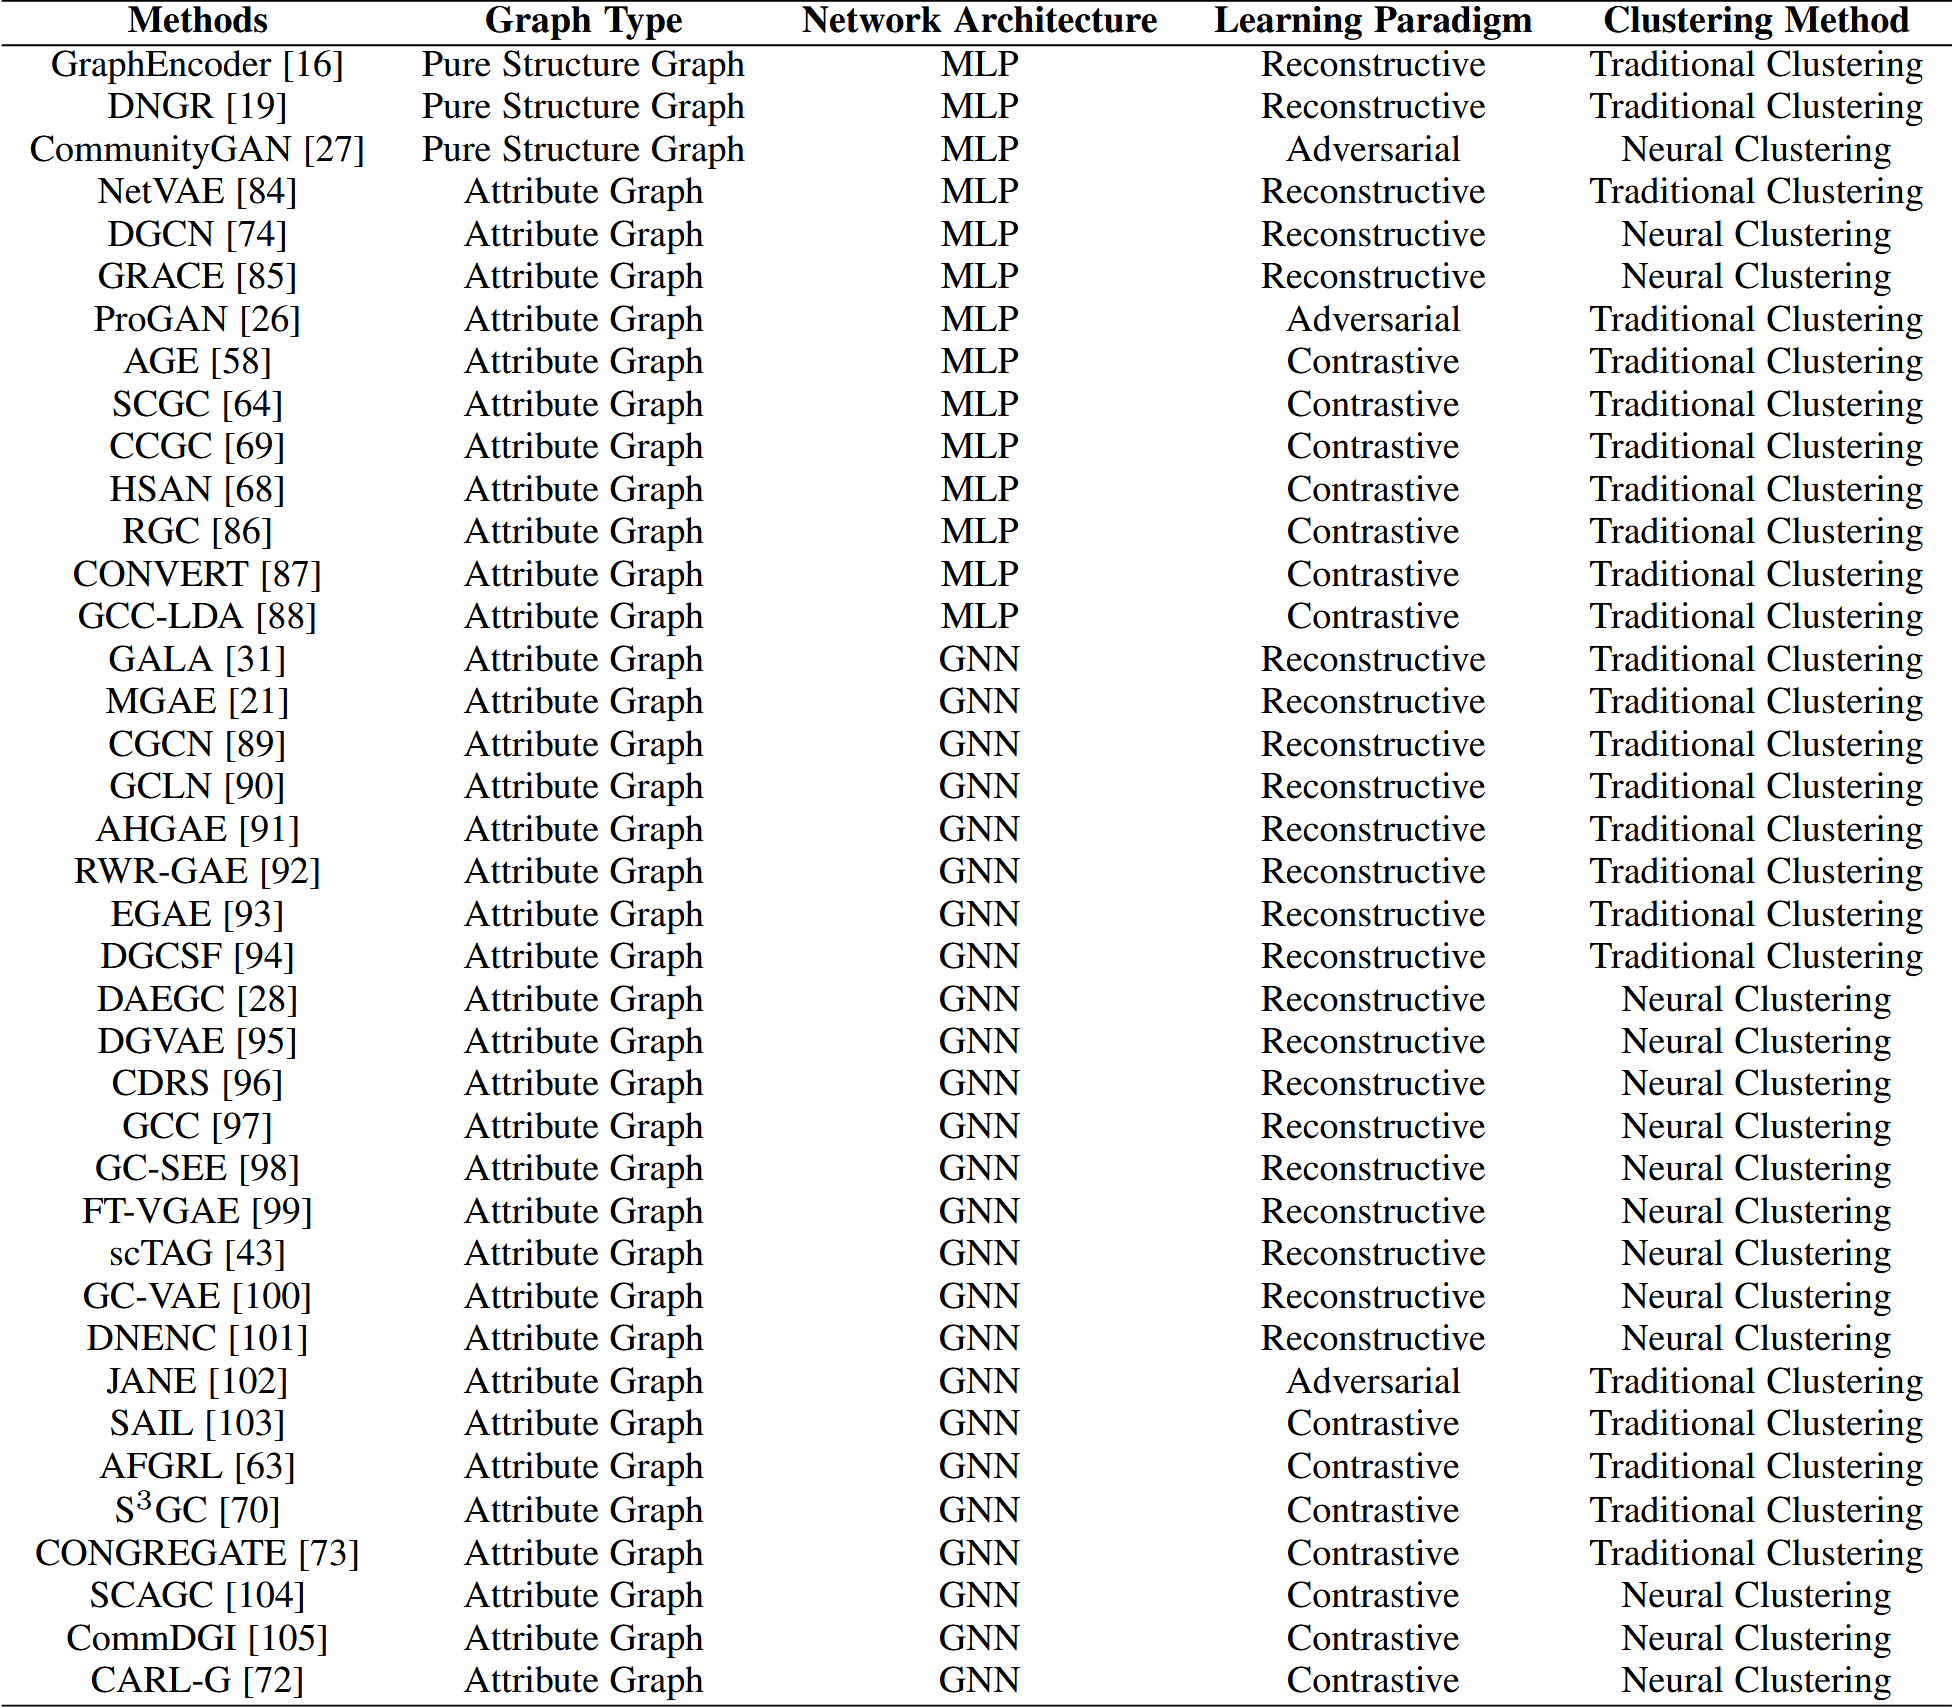 Methods Graph Type Network Architecture Learning Paradigm Clustering Method
GraphEncoder [16] Pure Structure Graph MLP Reconstructive Traditional Clustering
DNGR [19] Pure Structure Graph MLP Reconstructive Traditional Clustering
CommunityGAN [27] Pure Structure Graph MLP Adversarial Neural Clustering
NetVAE [84] Attribute Graph MLP Reconstructive Traditional Clustering
DGCN [74] Attribute Graph MLP Reconstructive Neural Clustering
GRACE [85] Attribute Graph MLP Reconstructive Neural Clustering
ProGAN [26] Attribute Graph MLP Adversarial Traditional Clustering
AGE [58] Attribute Graph MLP Contrastive Traditional Clustering
SCGC [64] Attribute Graph MLP Contrastive Traditional Clustering
CCGC [69] Attribute Graph MLP Contrastive Traditional Clustering
HSAN [68] Attribute Graph MLP Contrastive Traditional Clustering
RGC [86] Attribute Graph MLP Contrastive Traditional Clustering
CONVERT [87] Attribute Graph MLP Contrastive Traditional Clustering
GCC-LDA [88] Attribute Graph MLP Contrastive Traditional Clustering
GALA [31] Attribute Graph GNN Reconstructive Traditional Clustering
MGAE [21] Attribute Graph GNN Reconstructive Traditional Clustering
CGCN [89] Attribute Graph GNN Reconstructive Traditional Clustering
GCLN [90] Attribute Graph GNN Reconstructive Traditional Clustering
AHGAE [91] Attribute Graph GNN Reconstructive Traditional Clustering
RWR-GAE [92] Attribute Graph GNN Reconstructive Traditional Clustering
EGAE [93] Attribute Graph GNN Reconstructive Traditional Clustering
DGCSF [94] Attribute Graph GNN Reconstructive Traditional Clustering
DAEGC [28] Attribute Graph GNN Reconstructive Neural Clustering
DGVAE [95] Attribute Graph GNN Reconstructive Neural Clustering
CDRS [96] Attribute Graph GNN Reconstructive Neural Clustering
GCC [97] Attribute Graph GNN Reconstructive Neural Clustering
GC-SEE [98] Attribute Graph GNN Reconstructive Neural Clustering
FT-VGAE [99] Attribute Graph GNN Reconstructive Neural Clustering
scTAG [43] Attribute Graph GNN Reconstructive Neural Clustering
GC-VAE [100] Attribute Graph GNN Reconstructive Neural Clustering
DNENC [101] Attribute Graph GNN Reconstructive Neural Clustering
JANE [102] Attribute Graph GNN Adversarial Traditional Clustering
SAIL [103] Attribute Graph GNN Contrastive Traditional Clustering
AFGRL [63] Attribute Graph GNN Contrastive Traditional Clustering
S³GC [70] Attribute Graph GNN Contrastive Traditional Clustering
CONGREGATE [73] Attribute Graph GNN Contrastive Traditional Clustering
SCAGC [104] Attribute Graph GNN Contrastive Neural Clustering
CommDGI [105] Attribute Graph GNN Contrastive Neural Clustering
CARL-G [72] Attribute Graph GNN Contrastive Neural Clustering